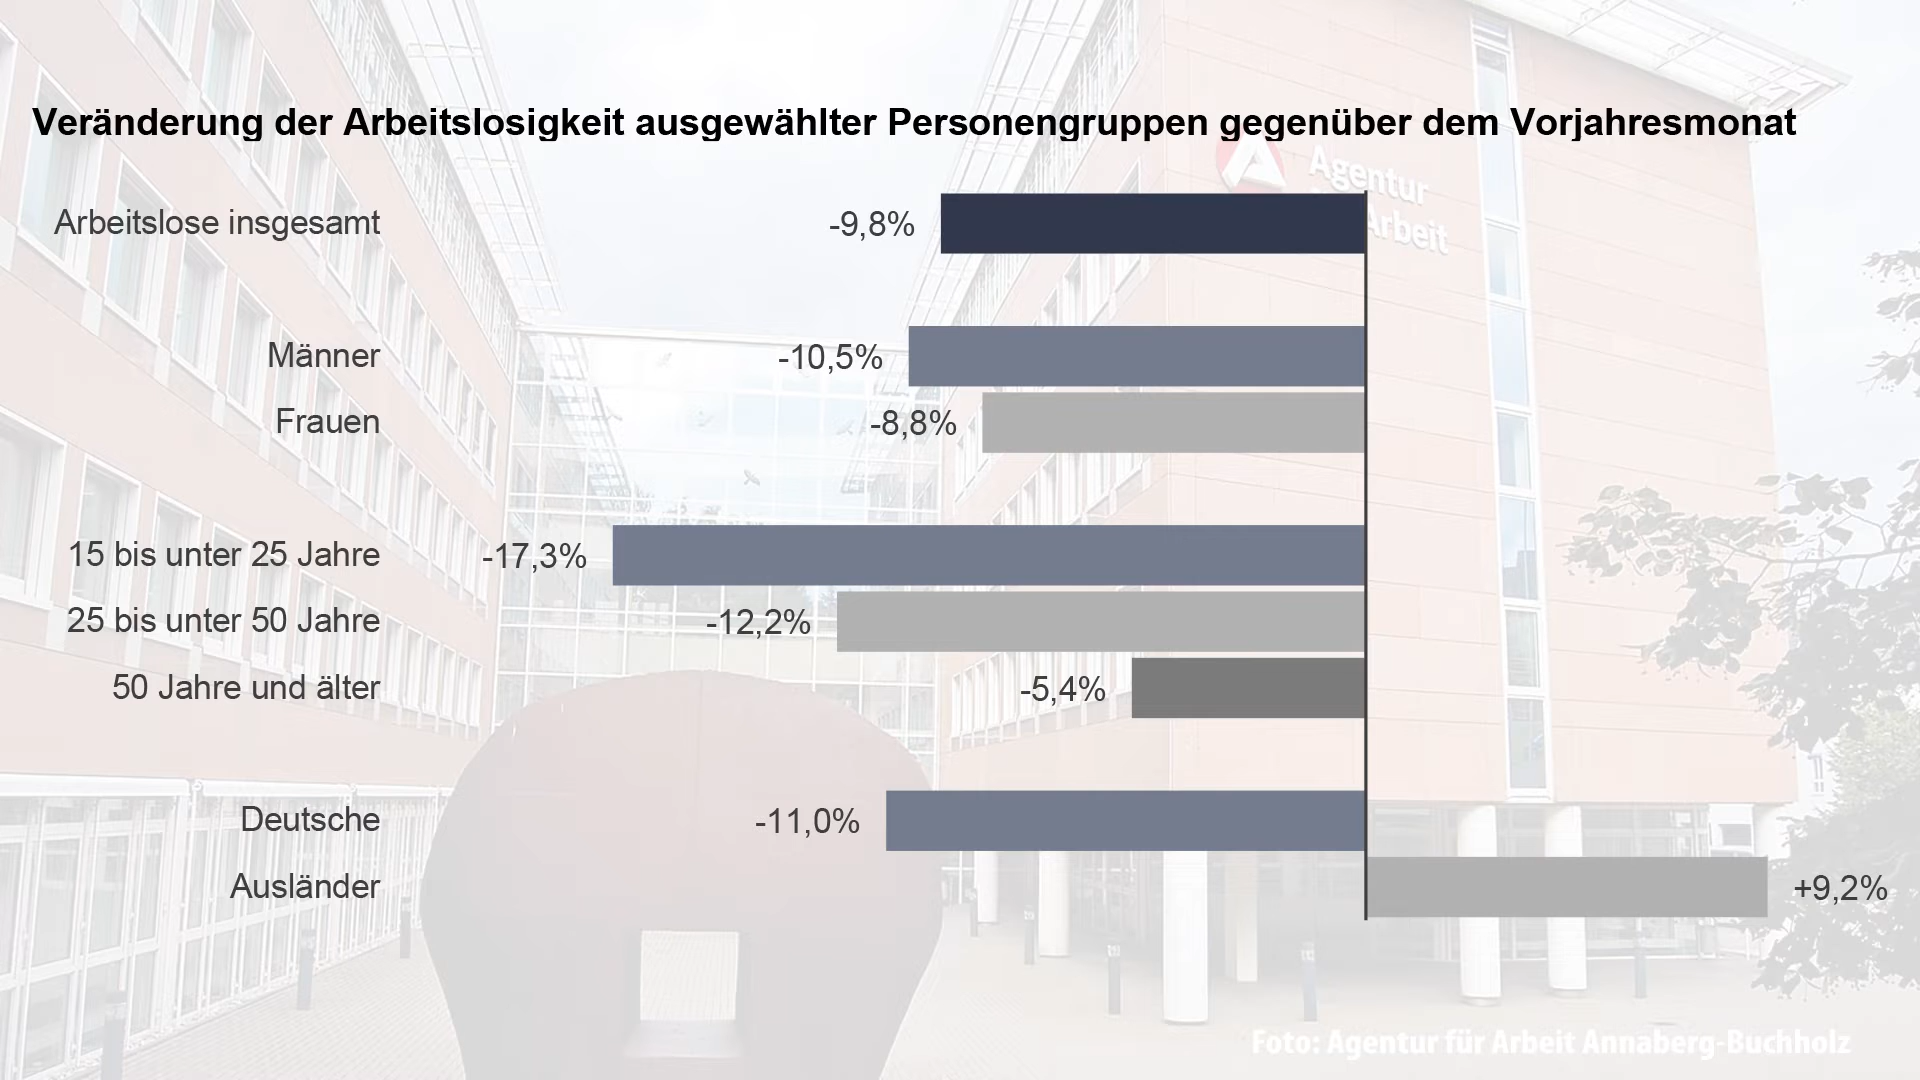 Veränderung der Arbeitslosigkeit ausgewählter Personengruppen gegenüber dem Vorjahresmonat
Agentur
Arbeit
Arbeitslose insgesamt -9,8%
Männer -10,5%
Frauen -8,8%
15 bis unter 25 Jahre -17,3%
25 bis unter 50 Jahre -12,2%
50 Jahre und älter -5,4%
Deutsche -11,0%
Ausländer +9,2%
Foto: Agentur für Arbeit Annaberg-Buchholz